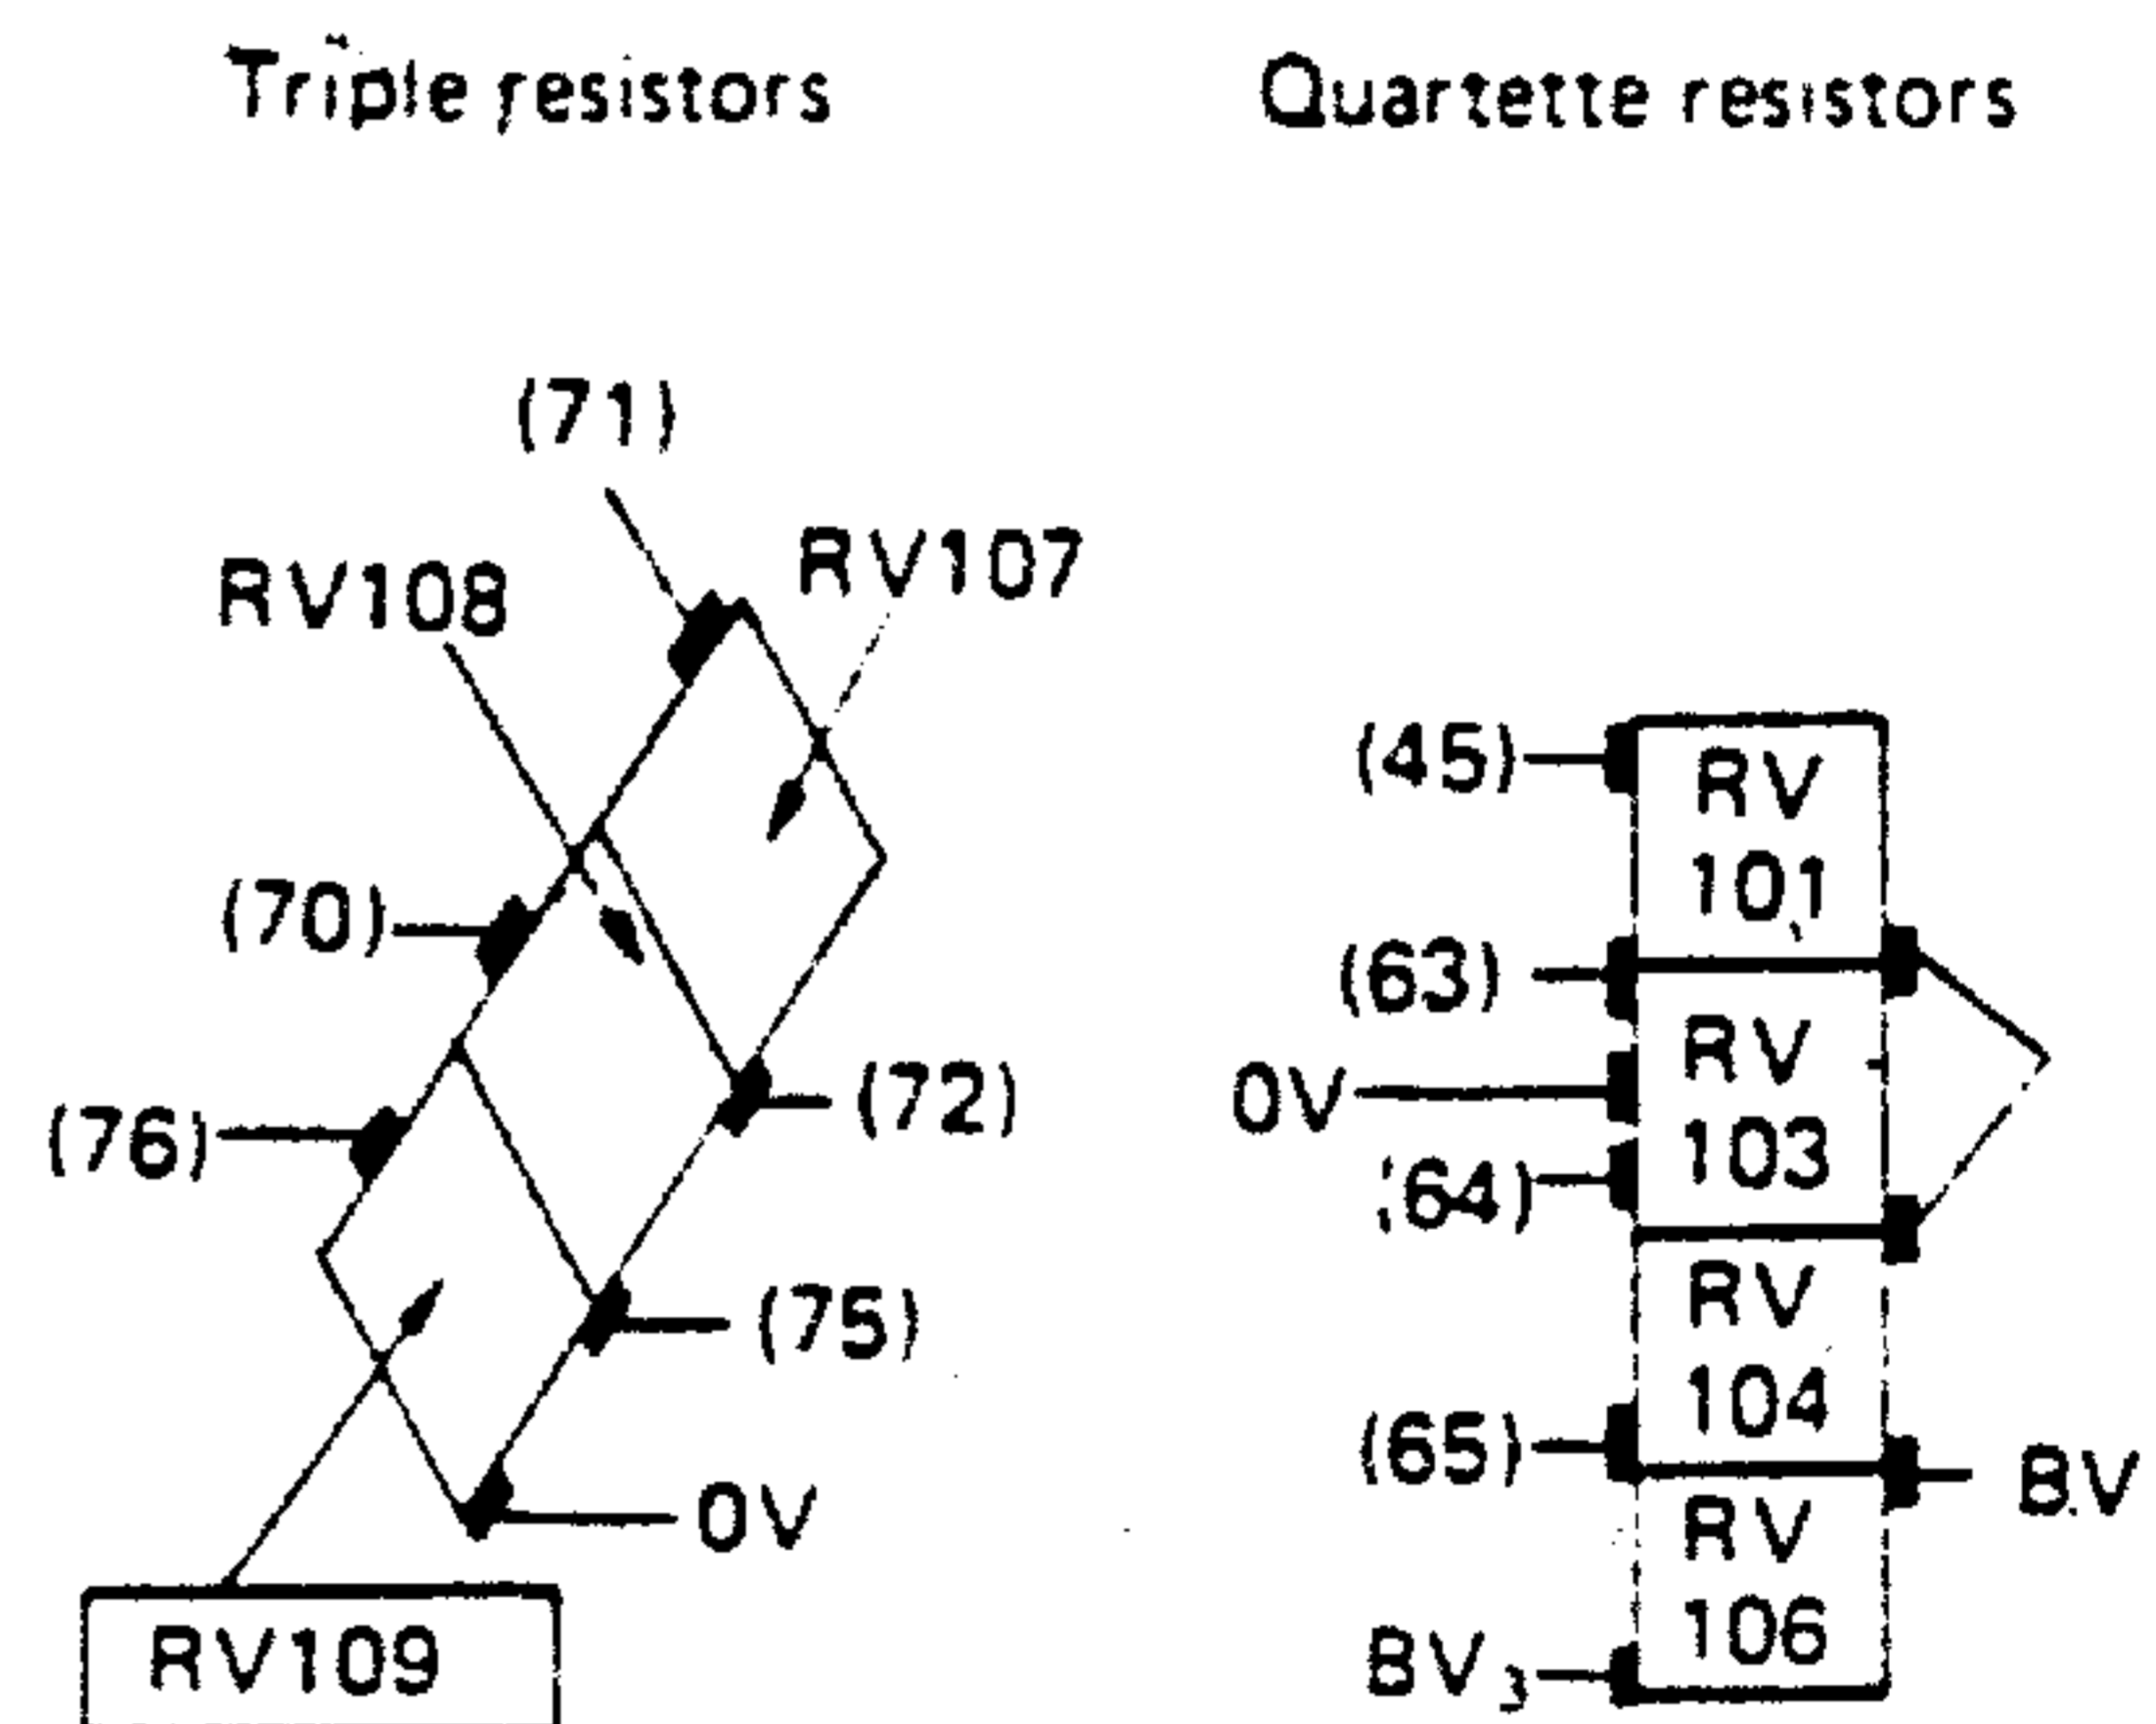 Triple resistors
Quartette resistors
(71)
RV107
RV108
(70)
(76)
(72)
(75)
0V
RV109
(45)
RV
101
(63)
0V
RV
103
(64)
RV
104
(65)
8V
RV
106
8V3